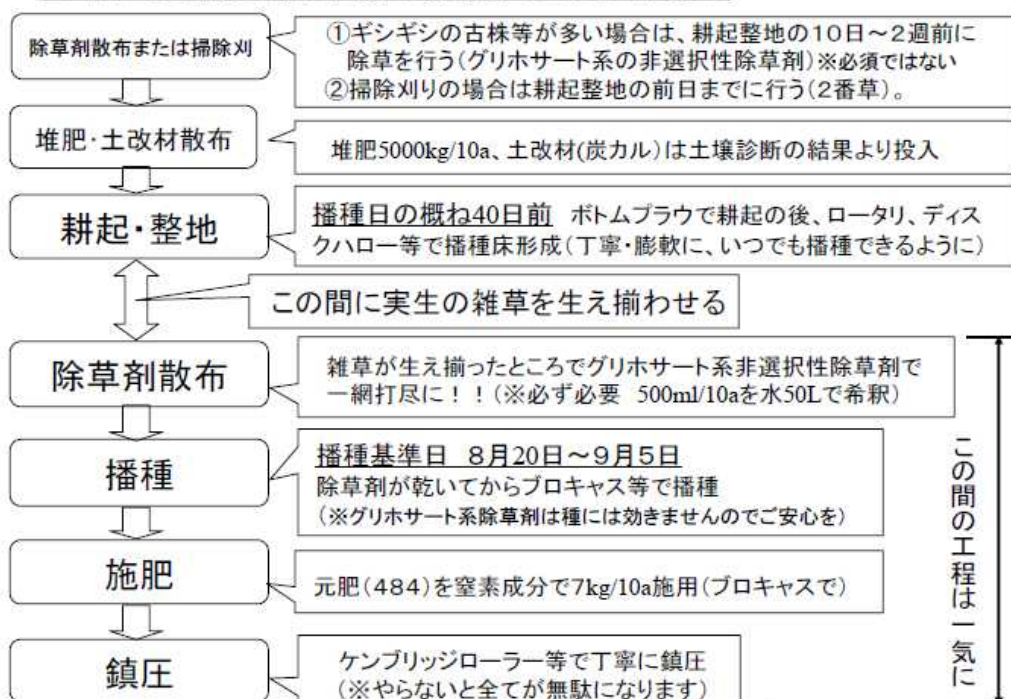 除草剤散布または掃除刈
①ギシギシの古株等が多い場合は、耕起整地の10日～2週前に
除草を行う(グリホサート系の非選択性除草剤)※必須ではない
②掃除刈りの場合は耕起整地の前日までに行う(2番草)。
堆肥・土改材散布
堆肥5000kg/10a、土改材(炭カル)は土壌診断の結果より投入
耕起・整地
播種日の概ね40日前 ボトムプラウで耕起の後、ロータリ、ディス
クハロー等で播種床形成(丁寧・膨軟に、いつでも播種できるように)
この間に実生の雑草を生え揃わせる
除草剤散布
雑草が生え揃ったところでグリホサート系非選択性除草剤で
一網打尽に！！(※必ず必要 500ml/10aを水50Lで希釈)
播種
播種基準日 8月20日～9月5日
除草剤が乾いてからブロキャス等で播種
(※グリホサート系除草剤は種には効きませんのでご安心を)
施肥
元肥(484)を窒素成分で7kg/10a施用(ブロキャスで)
鎮圧
ケンブリッジローラー等で丁寧に鎮圧
(※やらないと全てが無駄になります)
この間の工程は一気に